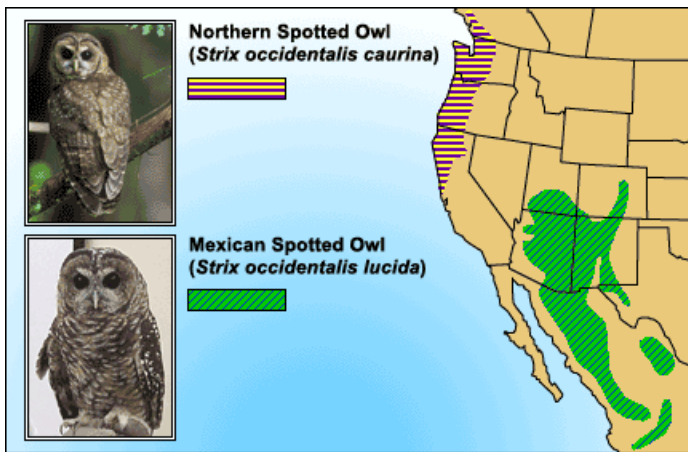 Northern Spotted Owl
(Strix occidentalis caurina)
Mexican Spotted Owl
(Strix occidentalis lucida)